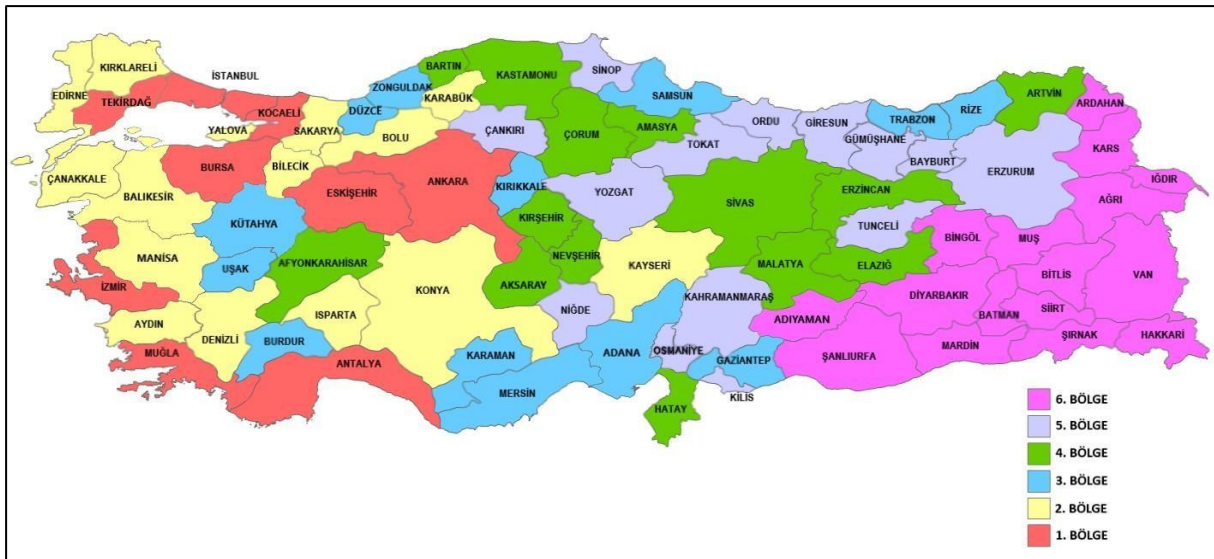 KIRKLARELİ
EDİRNE
TEKİRDAĞ
İSTANBUL
KOCAELİ
YALOVA
SAKARYA
DÜZCE
ZONGULDAK
BARTIN
KARABÜK
KASTAMONU
SİNOP
SAMSUN
BOLU
ÇANKIRI
ÇORUM
AMASYA
TOKAT
ORDU
GİRESUN
GÜMÜŞHANE
TRABZON
RİZE
ARTVİN
ARDAHAN
BAYBURT
KARS
ERZURUM
IĞDIR
AĞRI
ÇANAKKALE
BALIKESİR
BURSA
BİLECİK
ESKİŞEHİR
ANKARA
KIRIKKALE
YOZGAT
SİVAS
ERZİNCAN
TUNCELİ
BİNGÖL
MUŞ
KÜTAHYA
KIRŞEHİR
MANİSA
UŞAK
AFYONKARAHİSAR
NEVŞEHİR
KAYSERİ
MALATYA
ELAZIĞ
BİTLİS
VAN
İZMİR
KONYA
AKSARAY
NİĞDE
KAHRAMANMARAŞ
ADIYAMAN
DİYARBAKIR
BATMAN
SİİRT
AYDIN
DENİZLİ
ISPARTA
BURDUR
MUĞLA
ANTALYA
KARAMAN
MERSİN
ADANA
OSMANİYE
GAZİANTEP
ŞANLIURFA
MARDİN
ŞIRNAK
HAKKARİ
KİLİS
HATAY
6. BÖLGE
5. BÖLGE
4. BÖLGE
3. BÖLGE
2. BÖLGE
1. BÖLGE